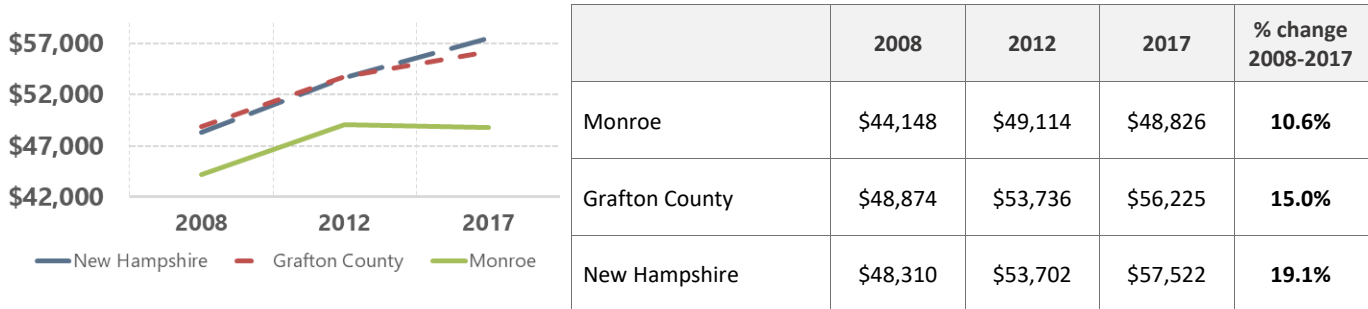 $57,000
$52,000
$47,000
$42,000
2008 2012 2017
New Hampshire Grafton County Monroe
2008 2012 2017 % change
2008-2017
Monroe $44,148 $49,114 $48,826 10.6%
Grafton County $48,874 $53,736 $56,225 15.0%
New Hampshire $48,310 $53,702 $57,522 19.1%